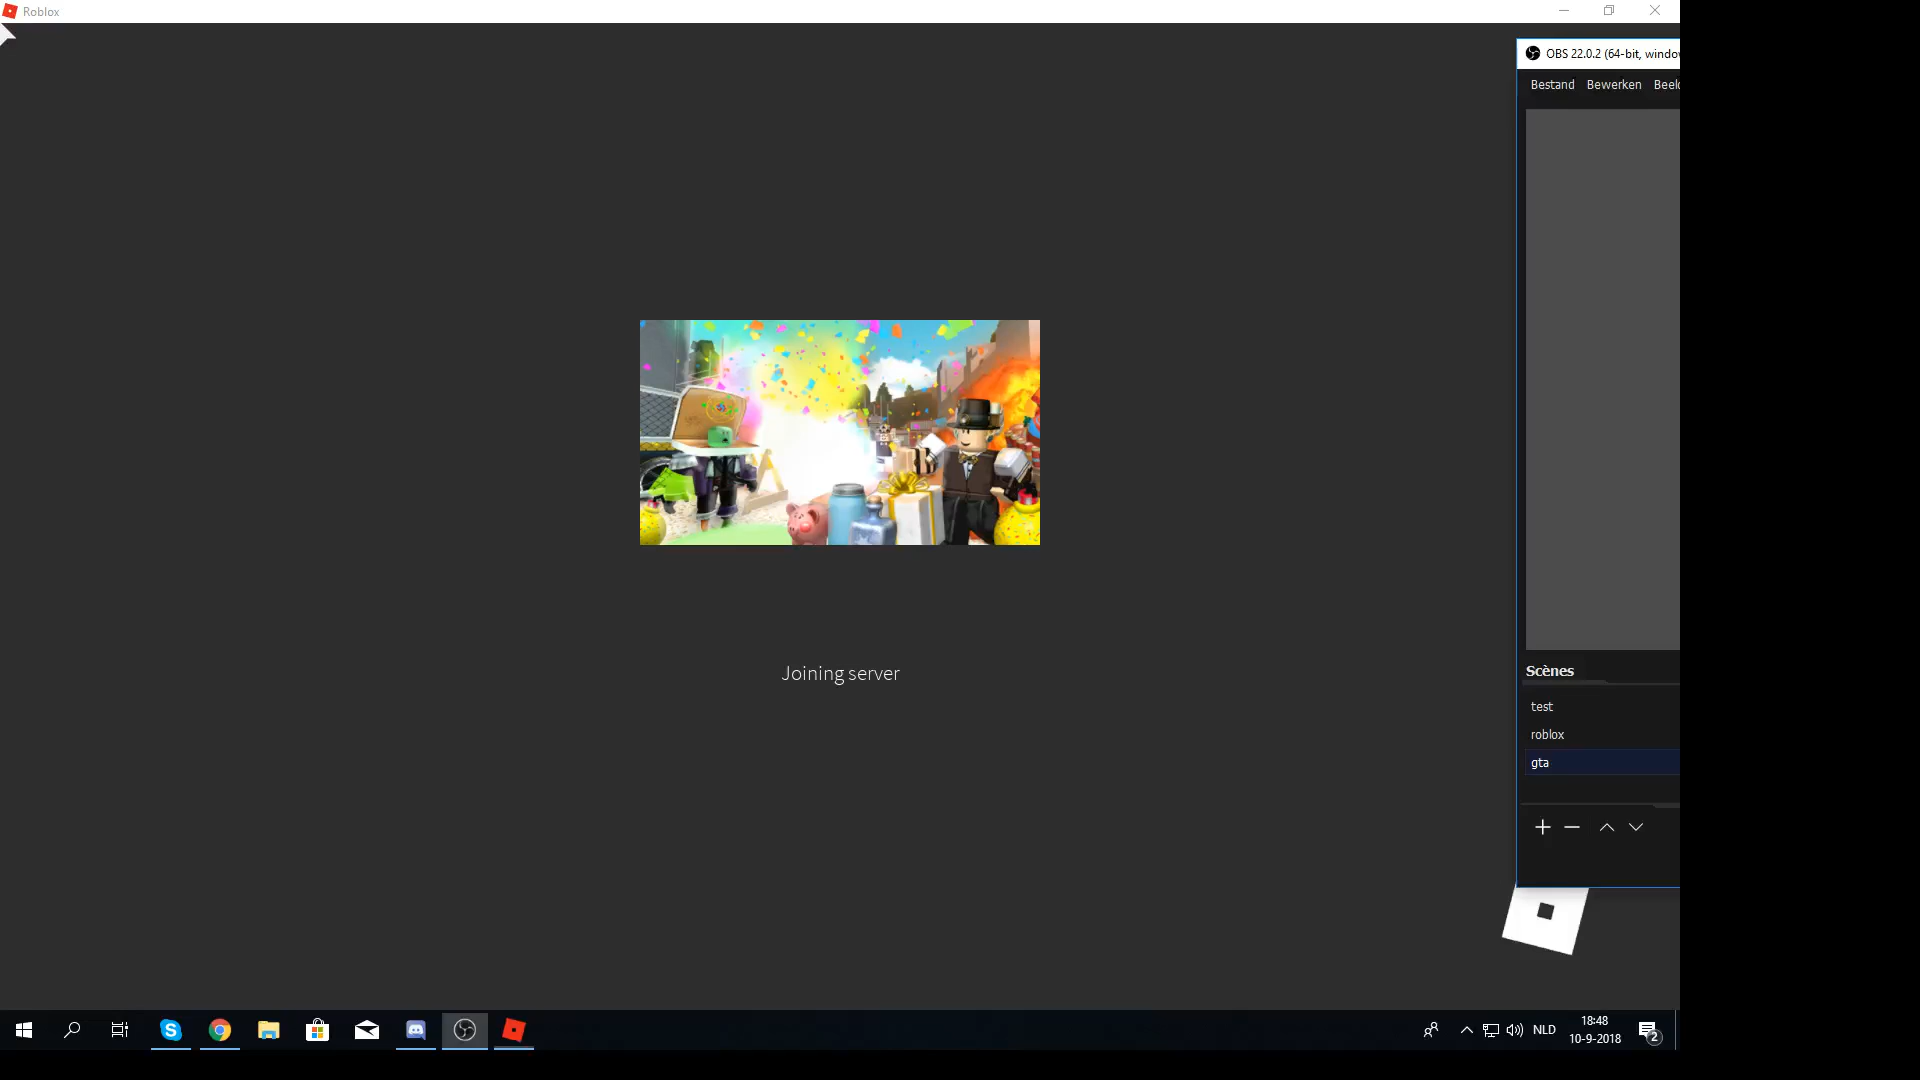 Roblox
OBS 22.0.2 (64-bit, windo
Bestand Bewerken Beel
Joining server
Scènes
test
roblox
gta
NLD
18:48
10-9-2018
2